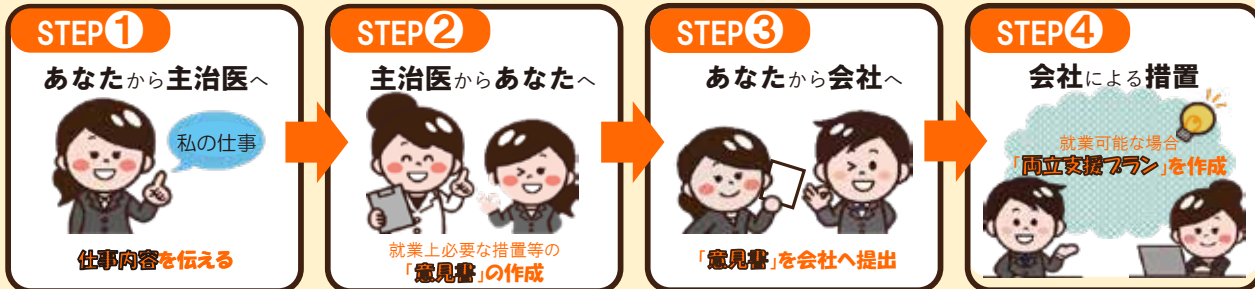 STEP❶
あなたから主治医へ
私の仕事
仕事内容を伝える
STEP❷
主治医からあなたへ
就業上必要な措置等の
「意見書」の作成
STEP❸
あなたから会社へ
「意見書」を会社へ提出
STEP❹
会社による措置
就業可能な場合
「両立支援プラン」を作成